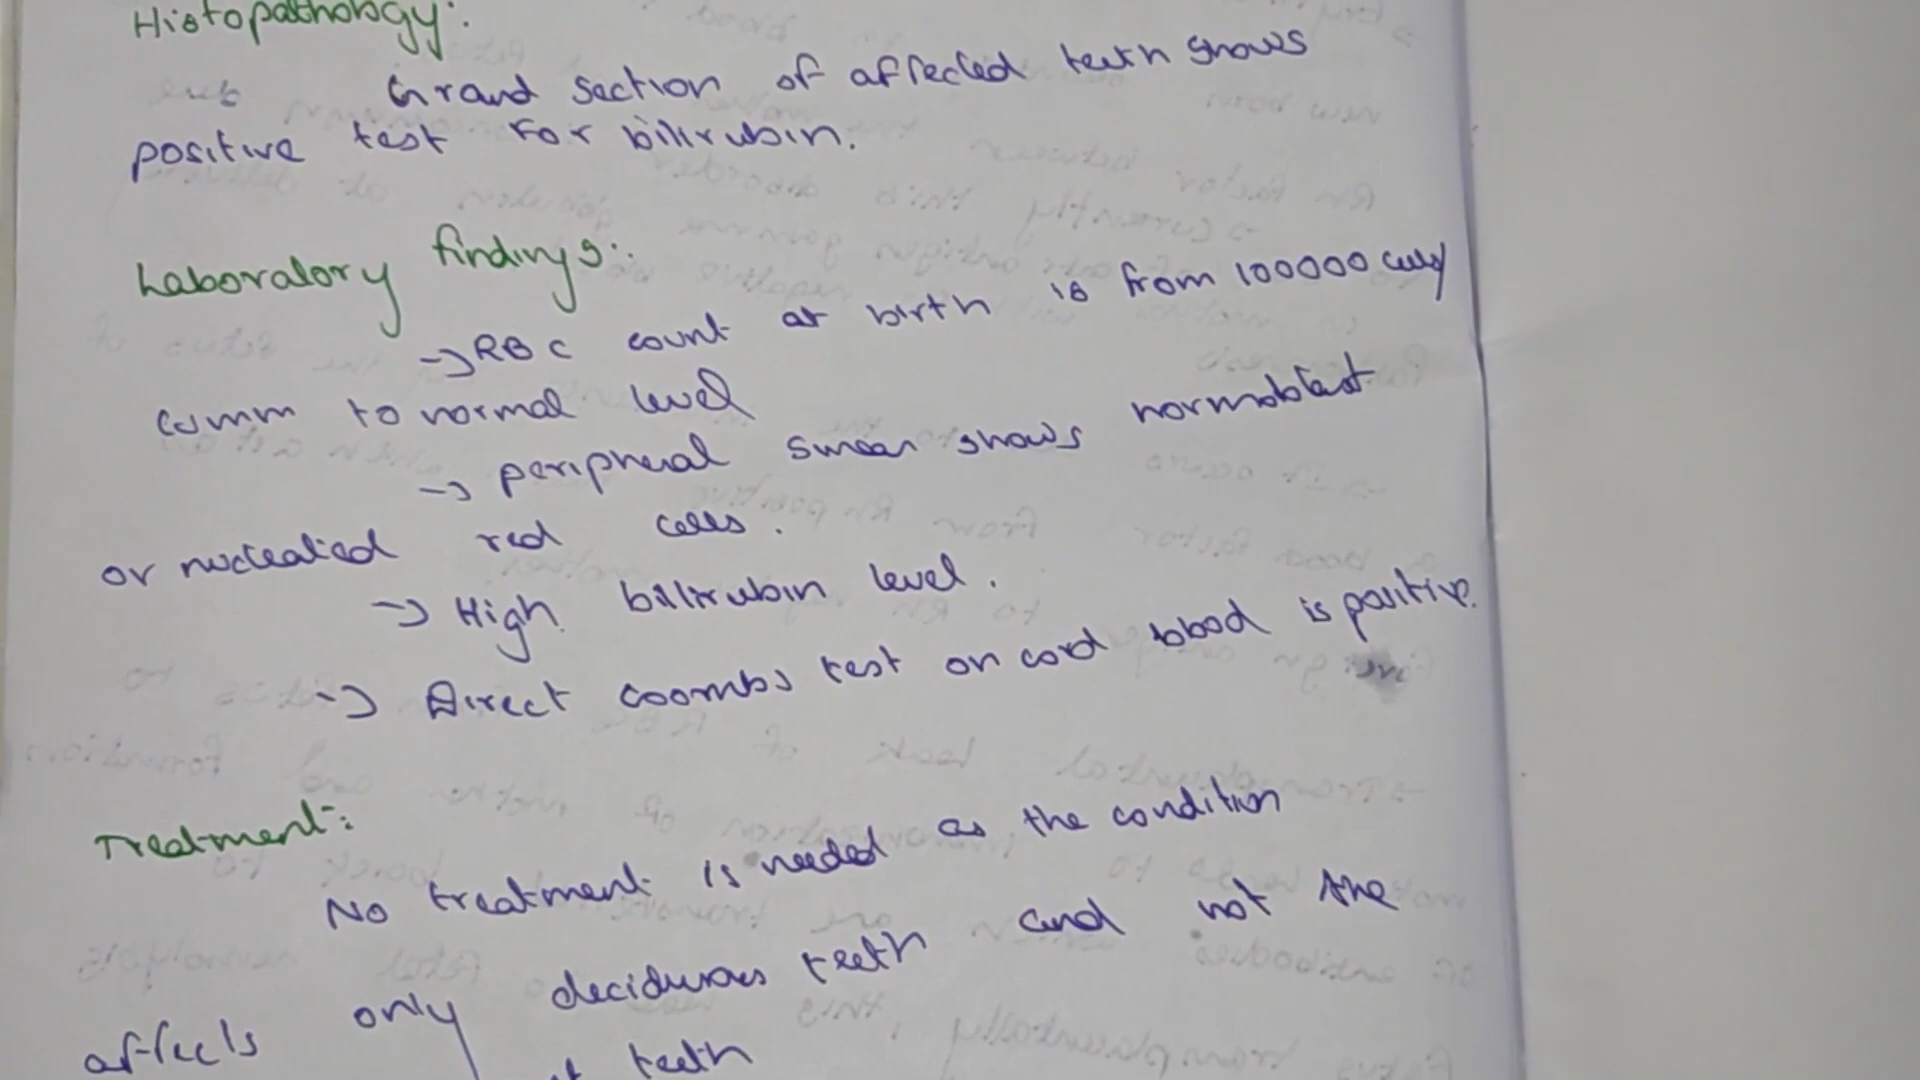 Histopathology:
Grand section of affected teeth shows
positive test for bilirubin.
Laboratory findings:
→ RBC count at birth is from 100000 cells/
cumm to normal level
→ peripheral smear shows normoblast
or nucleated red cells.
→ High bilirubin level.
→ Direct coombs test on cord blood is positive.
Treatment:
No treatment is needed as the condition
affects only deciduous teeth and not the
teeth